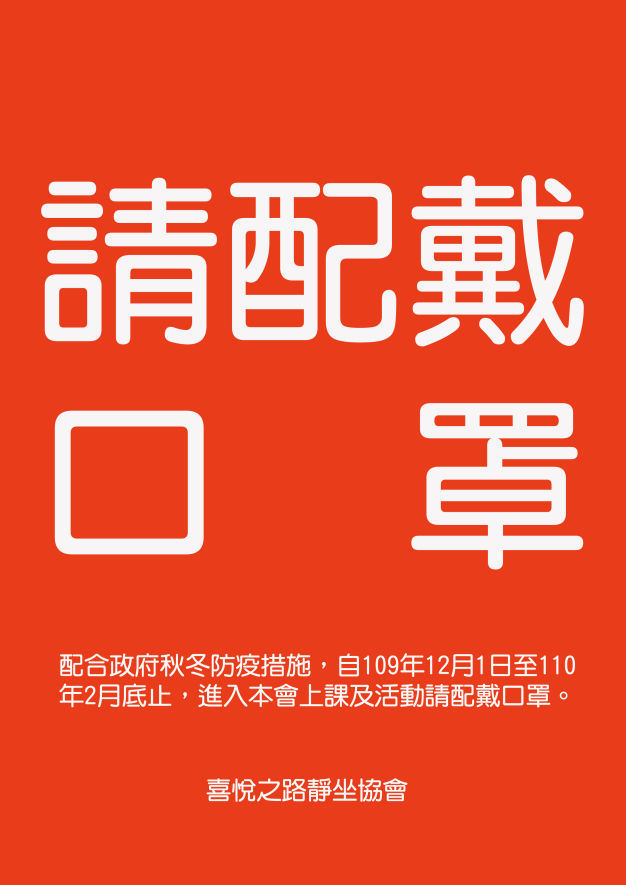 請配戴
口罩
配合政府秋冬防疫措施，自109年12月1日至110
年2月底止，進入本會上課及活動請配戴口罩。
喜悅之路靜坐協會